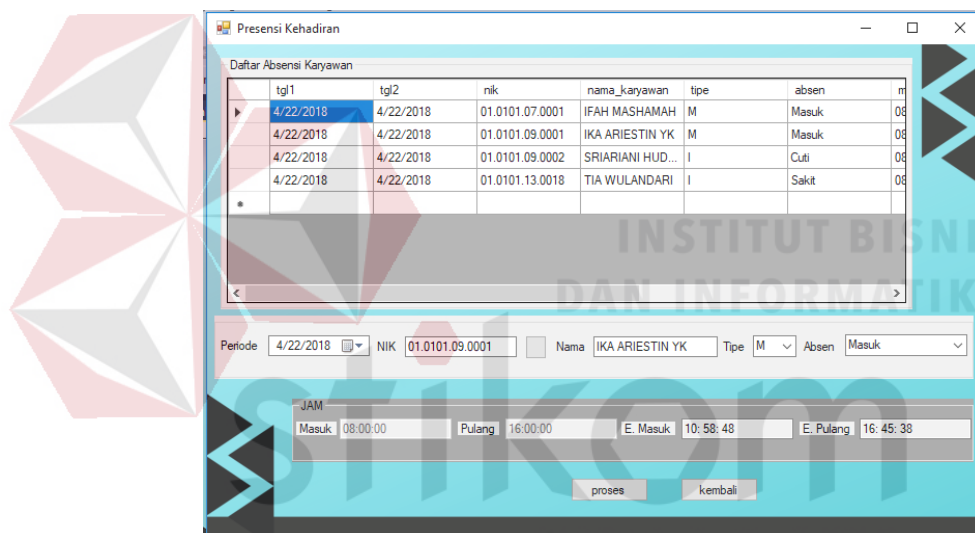 Presensi Kehadiran
Daftar Absensi Karyawan
tgl1 tgl2 nik nama_karyawan tipe absen m
4/22/2018 4/22/2018 01.0101.07.0001 IFAH MASHAMAH M Masuk 08
4/22/2018 4/22/2018 01.0101.09.0001 IKA ARIESTIN YK M Masuk 08
4/22/2018 4/22/2018 01.0101.09.0002 SRIARIANI HUD... I Cuti 08
4/22/2018 4/22/2018 01.0101.13.0018 TIA WULANDARI I Sakit 08
INSTITUT BISNI
DAN INFORMATIK
Periode 4/22/2018 NIK 01.0101.09.0001 Nama IKA ARIESTIN YK Tipe M Absen Masuk
stikom
JAM
Masuk 08:00:00 Pulang 16:00:00 E. Masuk 10: 58: 48 E. Pulang 16: 45: 38
proses kembali